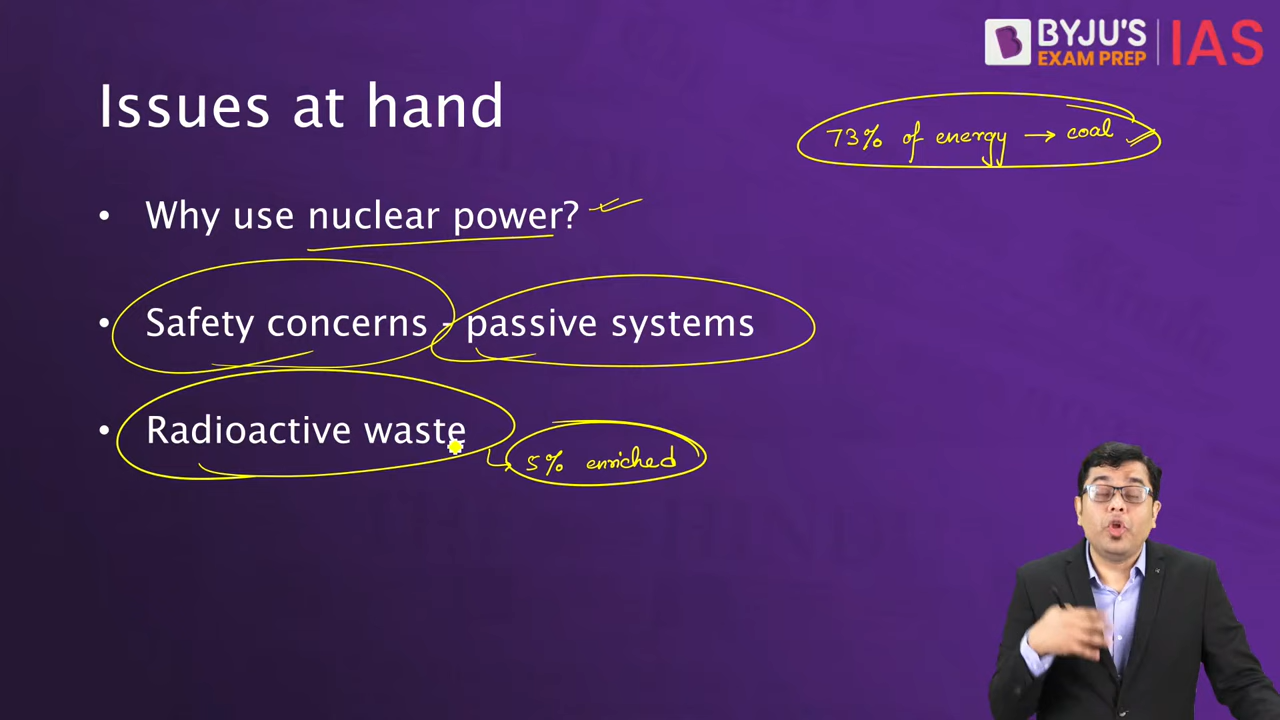 BYJU'S
EXAM PREP
IAS
Issues at hand
73% of energy → coal
• Why use nuclear power?
• Safety concerns - passive systems
• Radioactive waste
5% enriched